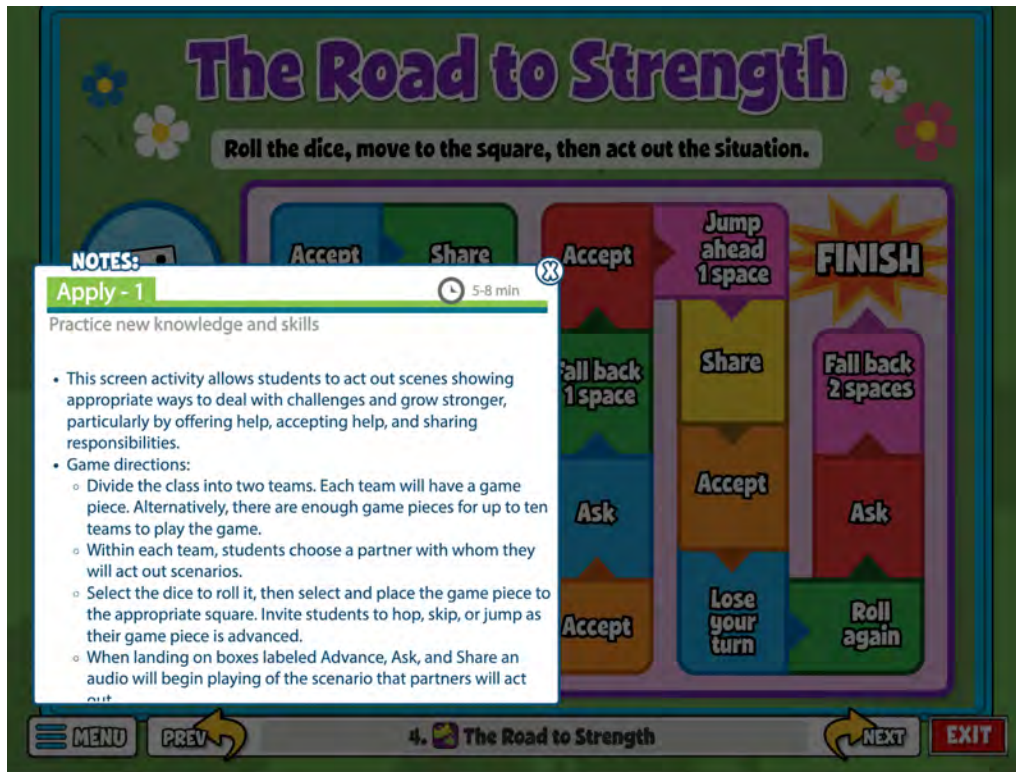 The Road to Strength
Roll the dice, move to the square, then act out the situation.
Accept
Share
Accept
Jump
ahead
1 space
FINISH
NOTES:
X
Apply - 1
5-8 min
Practice new knowledge and skills
• This screen activity allows students to act out scenes showing
appropriate ways to deal with challenges and grow stronger,
particularly by offering help, accepting help, and sharing
responsibilities.
• Game directions:
◦ Divide the class into two teams. Each team will have a game
piece. Alternatively, there are enough game pieces for up to ten
teams to play the game.
◦ Within each team, students choose a partner with whom they
will act out scenarios.
◦ Select the dice to roll it, then select and place the game piece to
the appropriate square. Invite students to hop, skip, or jump as
their game piece is advanced.
◦ When landing on boxes labeled Advance, Ask, and Share an
audio will begin playing of the scenario that partners will act
out
Fall back
1 space
Share
Fall back
2 spaces
Ask
Accept
Ask
Accept
Lose
your
turn
Roll
again
MENU
PREV
4. The Road to Strength
NEXT
EXIT